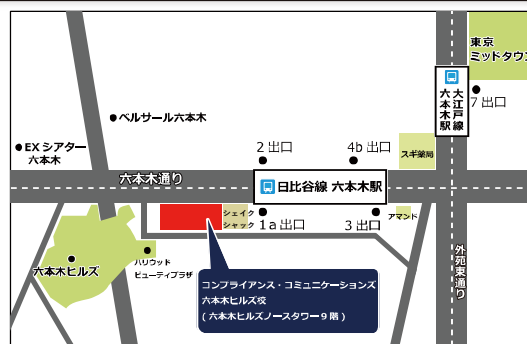 東京
ミッドタウン
大江戸線
六本木駅
7 出口
ベルサール六本木
EX シアター
六本木
2 出口
4b 出口
スギ薬局
六本木通り
日比谷線 六本木駅
シェイク
シャック
1a 出口
3 出口
アマンド
六本木ヒルズ
ハリウッド
ビューティプラザ
外苑東通り
コンプライアンス・コミュニケーションズ
六本木ヒルズ校
( 六本木ヒルズノースタワー 9 階 )